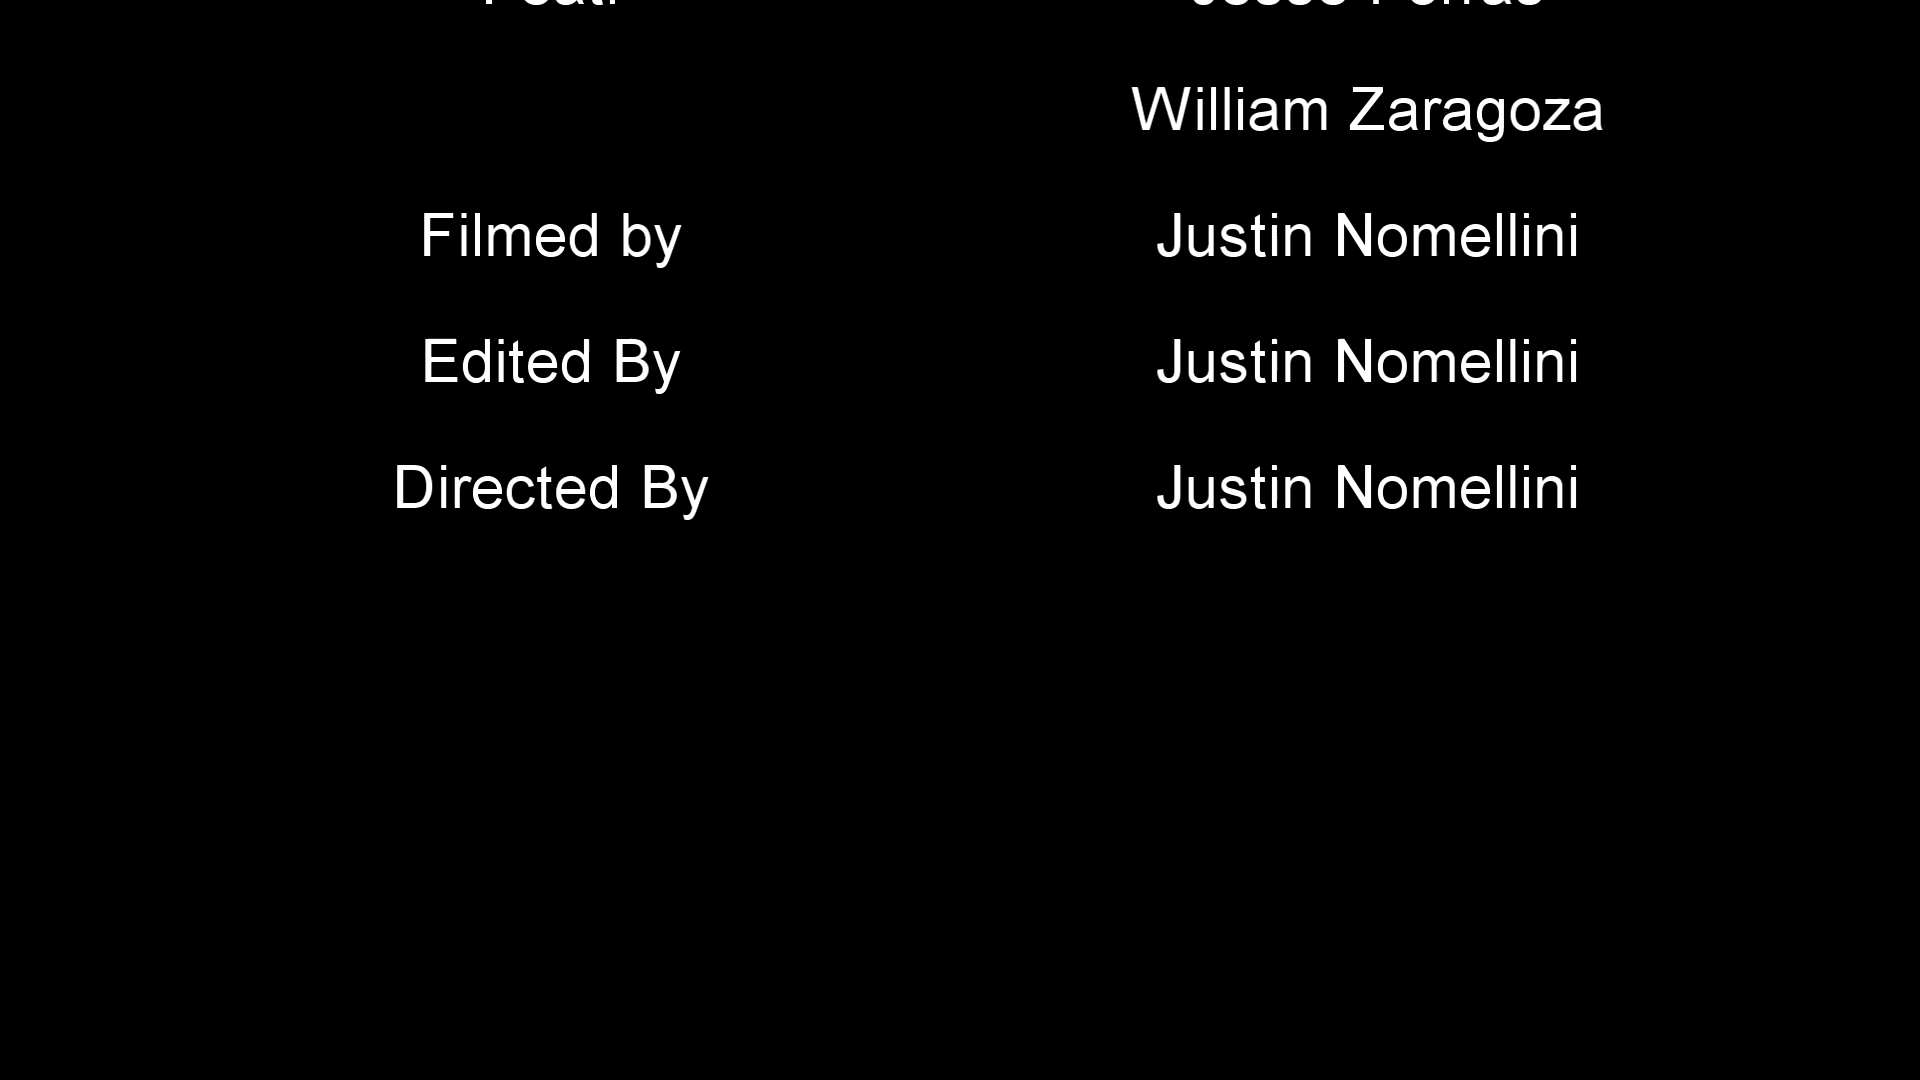 William Zaragoza
Filmed by Justin Nomellini
Edited By Justin Nomellini
Directed By Justin Nomellini